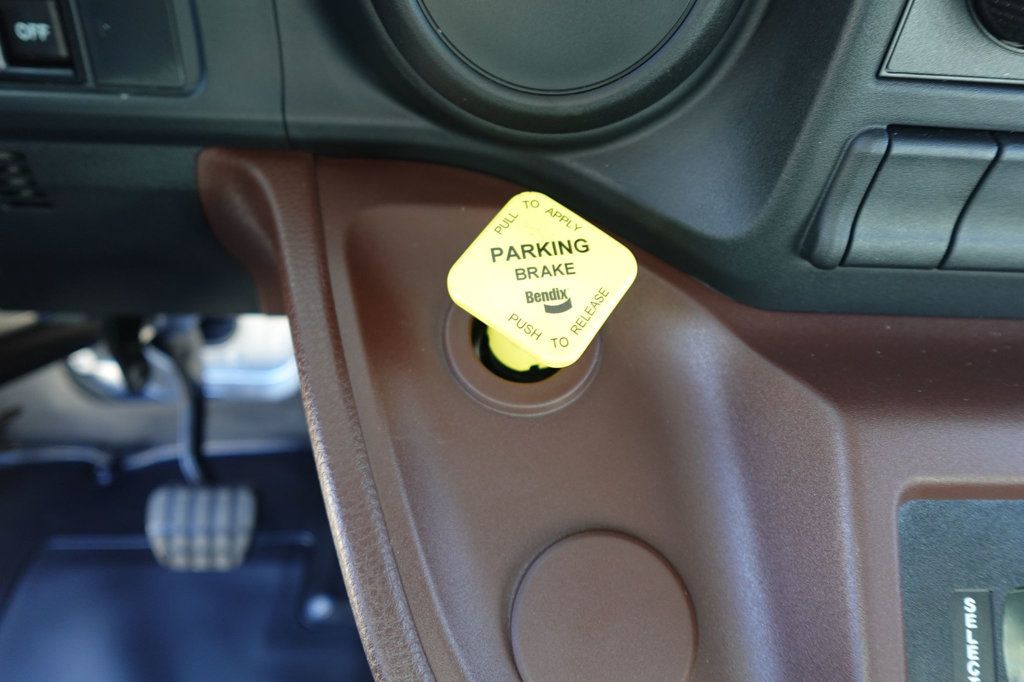 OFF
PULL TO APPLY
PARKING
BRAKE
Bendix
PUSH TO RELEASE
SELEC